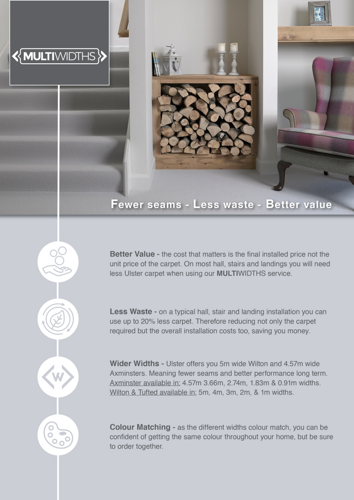 MULTIWIDTHS
Fewer seams - Less waste - Better value
Better Value - the cost that matters is the final installed price not the
unit price of the carpet. On most hall, stairs and landings you will need
less Ulster carpet when using our MULTIWIDTHS service.
Less Waste - on a typical hall, stair and landing installation you can
use up to 20% less carpet. Therefore reducing not only the carpet
required but the overall installation costs too, saving you money.
W
Wider Widths - Ulster offers you 5m wide Wilton and 4.57m wide
Axminsters. Meaning fewer seams and better performance long term.
Axminster available in: 4.57m 3.66m, 2.74m, 1.83m & 0.91m widths.
Wilton & Tufted available in: 5m, 4m, 3m, 2m, & 1m widths.
Colour Matching - as the different widths colour match, you can be
confident of getting the same colour throughout your home, but be sure
to order together.